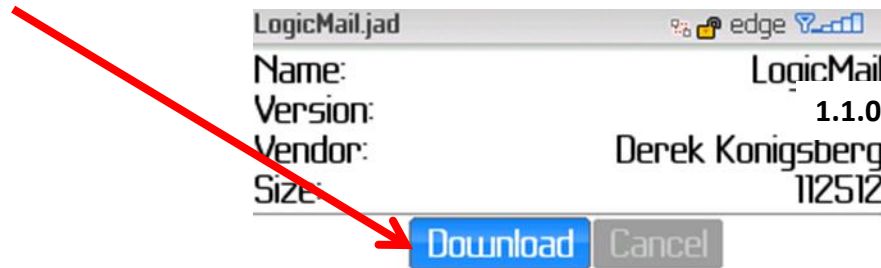 LogicMail.jad edge
Name: LogicMail
Version: 1.1.0
Vendor: Derek Konigsberg
Size: 112512
Download Cancel